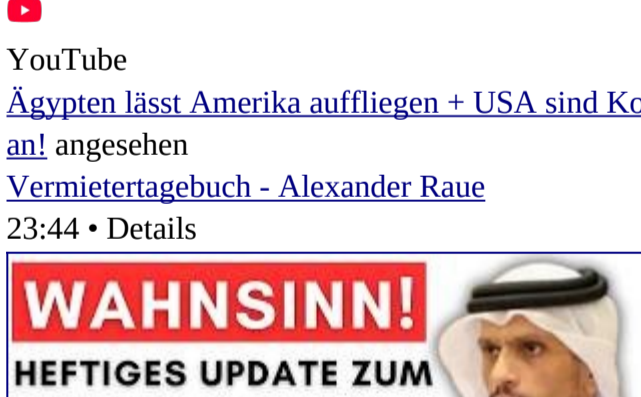 YouTube
Ägypten lässt Amerika auffliegen + USA sind
an! angesehen
Vermietertagebuch - Alexander Raue
23:44 • Details
WAHNSINN!
HEFTIGES UPDATE ZUM